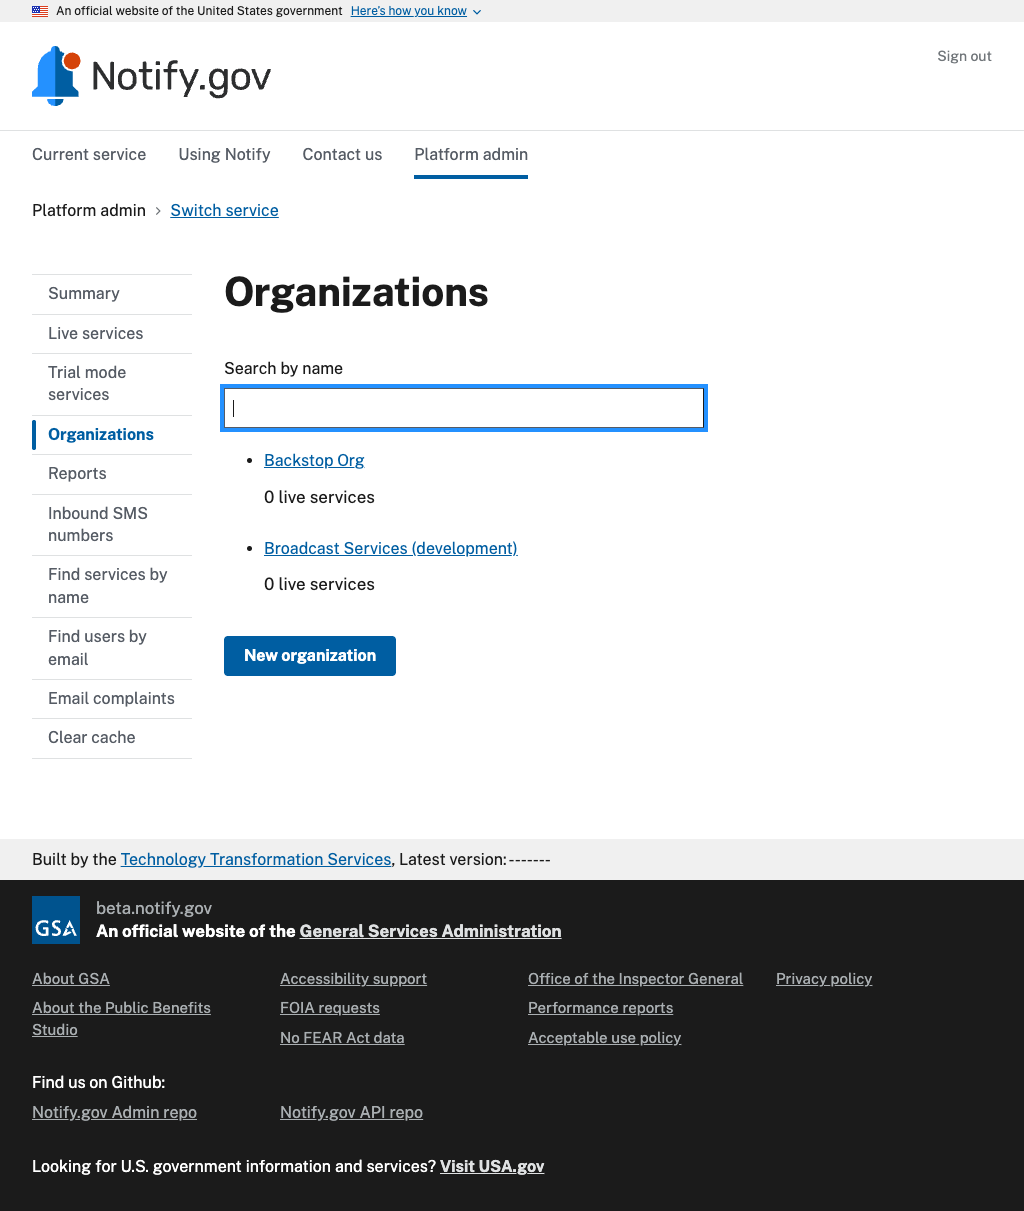 An official website of the United States government Here's how you know
Notify.gov
Sign out
Current service Using Notify Contact us Platform admin
Platform admin Switch service
Summary
Live services
Trial mode
services
Organizations
Reports
Inbound SMS
numbers
Find services by
name
Find users by
email
Email complaints
Clear cache
Organizations
Search by name
Backstop Org
0 live services
Broadcast Services (development)
0 live services
New organization
Built by the Technology Transformation Services, Latest version:-------
GSA
beta.notify.gov
An official website of the General Services Administration
About GSA
About the Public Benefits
Studio
Accessibility support
FOIA requests
No FEAR Act data
Office of the Inspector General
Performance reports
Acceptable use policy
Privacy policy
Find us on Github:
Notify.gov Admin repo
Notify.gov API repo
Looking for U.S. government information and services? Visit USA.gov